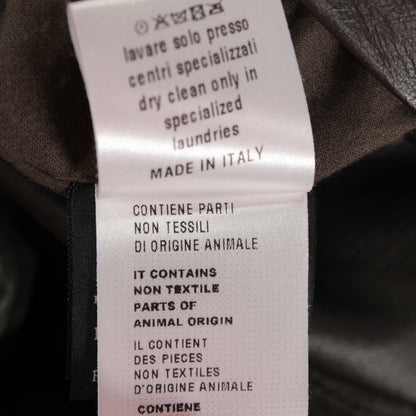 lavare solo presso
centri specializzati
dry clean only in
specialized
laundries
MADE IN ITALY
CONTIENE PARTI
NON TESSILI
DI ORIGINE ANIMALE
IT CONTAINS
NON TEXTILE
PARTS OF
ANIMAL ORIGIN
IL CONTIENT
DES PIECES
NON TEXTILES
D'ORIGINE ANIMALE
CONTIENE